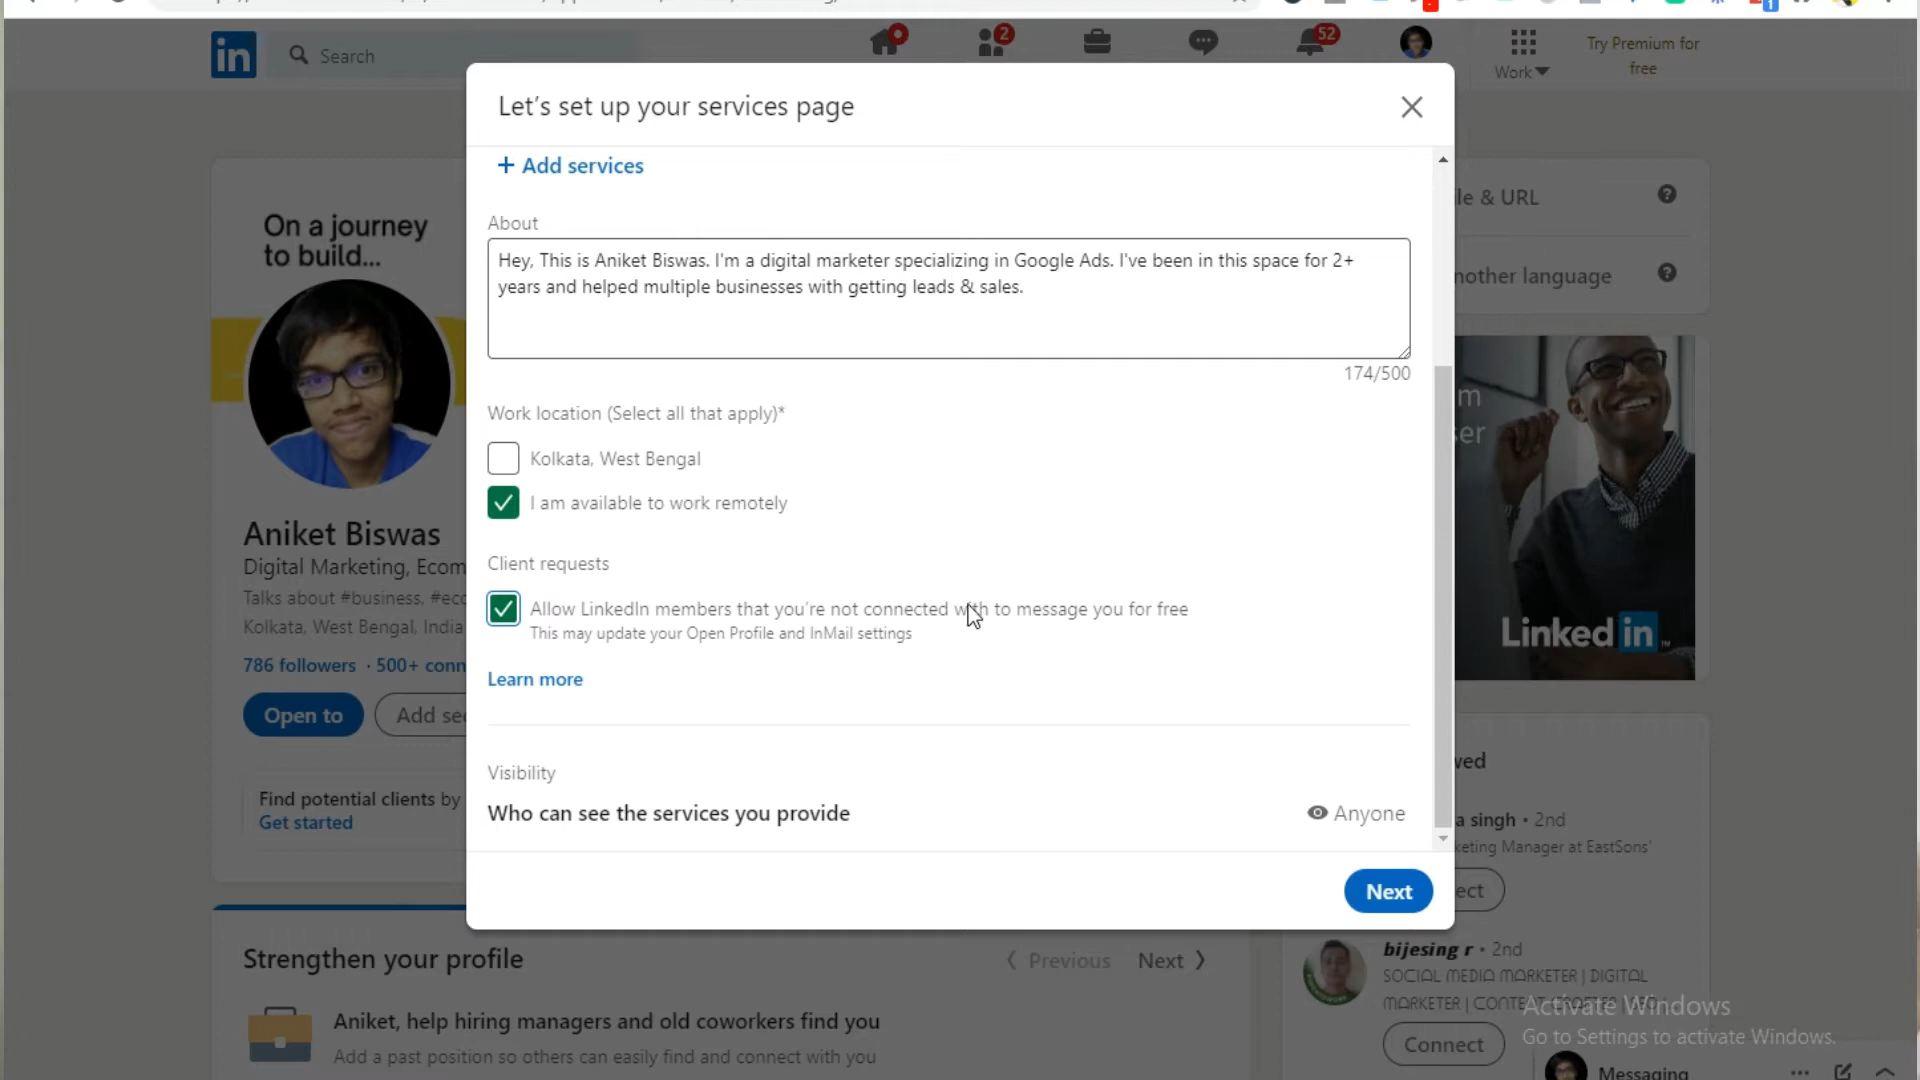 in
Search
2
52
Work
Try Premium for
free
Let's set up your services page
+ Add services
About
Hey, This is Aniket Biswas. I'm a digital marketer specializing in Google Ads. I've been in this space for 2+
years and helped multiple businesses with getting leads & sales.
174/500
Work location (Select all that apply)*
Kolkata, West Bengal
I am available to work remotely
Client requests
Allow LinkedIn members that you're not connected with to message you for free
This may update your Open Profile and InMail settings
Learn more
Visibility
Who can see the services you provide
Anyone
Next
On a journey
to build...
Aniket Biswas
Digital Marketing, Ecom
Talks about #business, #eco
Kolkata, West Bengal, India
786 followers · 500+ conn
Open to
Add sec
Find potential clients by
Get started
Strengthen your profile
Previous
Next
Aniket, help hiring managers and old coworkers find you
Add a past position so others can easily find and connect with you
le & URL
nother language
m
ser
Linked in
wed
a singh · 2nd
keting Manager at EastSons'
ect
bijesing r · 2nd
SOCIAL MEDIA MARKETER | DIGITAL
MARKETER | CONTE
Connect
Activate Windows
Go to Settings to activate Windows.
Messaging